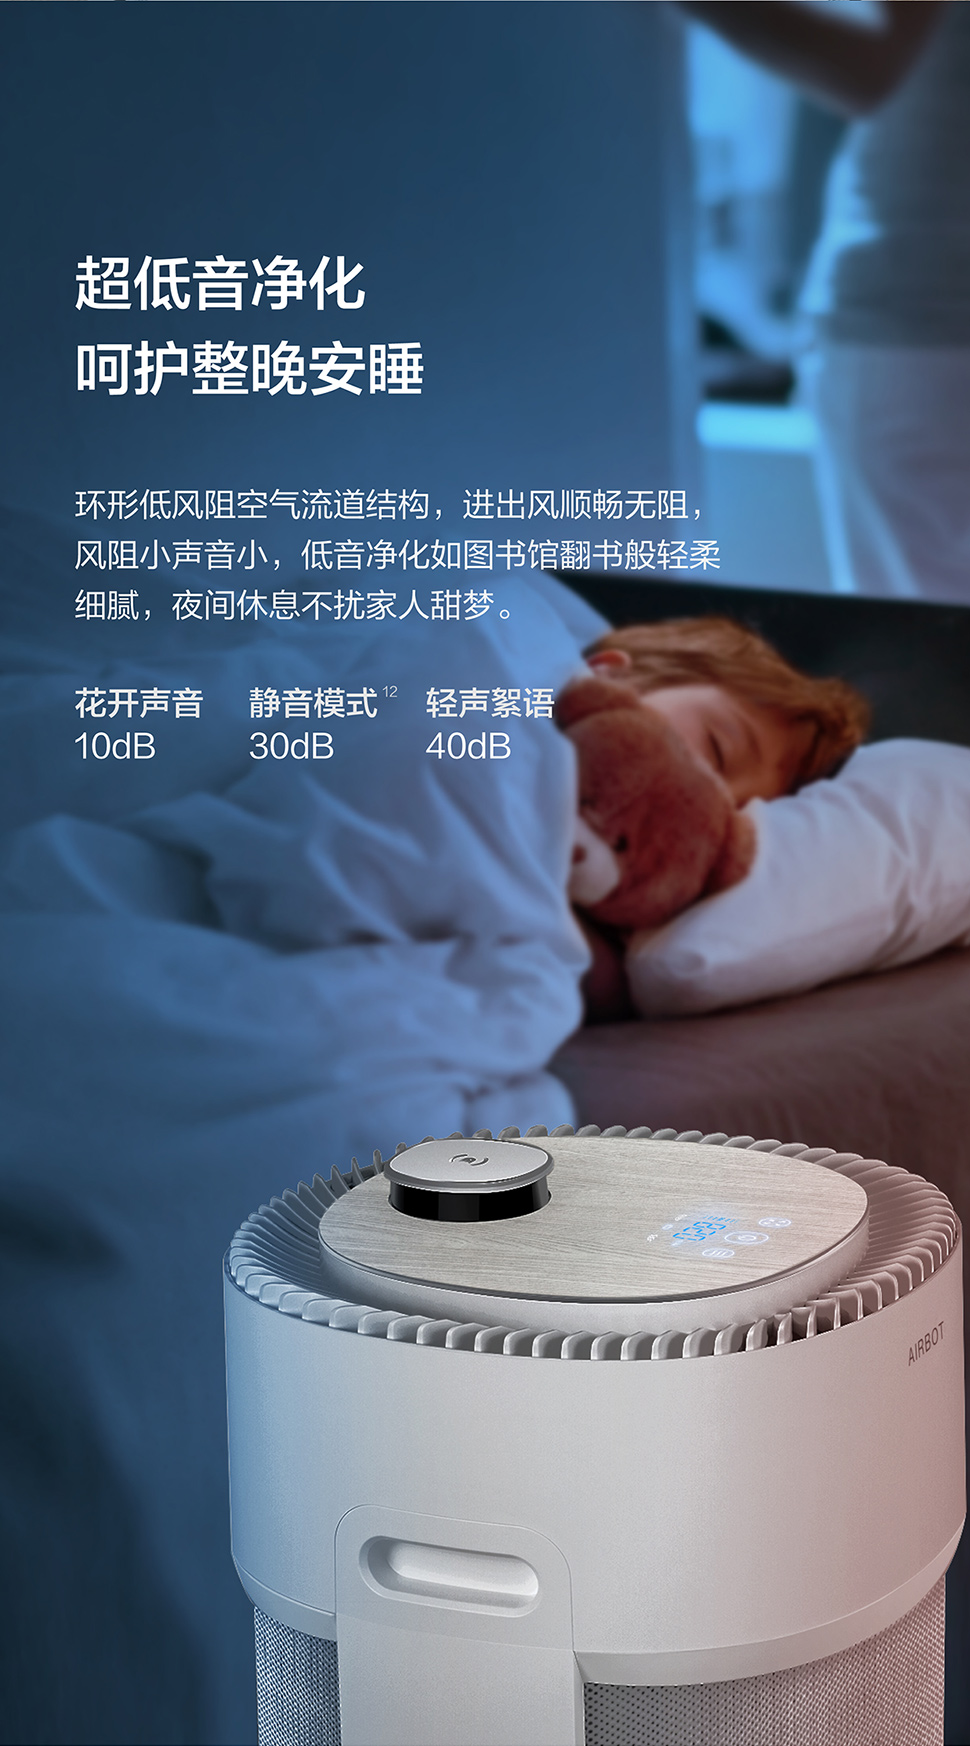 超低音净化
呵护整晚安睡
环形低风阻空气流道结构，进出风顺畅无阻，
风阻小声音小，低音净化如图书馆翻书般轻柔
细腻，夜间休息不扰家人甜梦。
花开声音 静音模式12 轻声絮语
10dB 30dB 40dB
AIRBOT